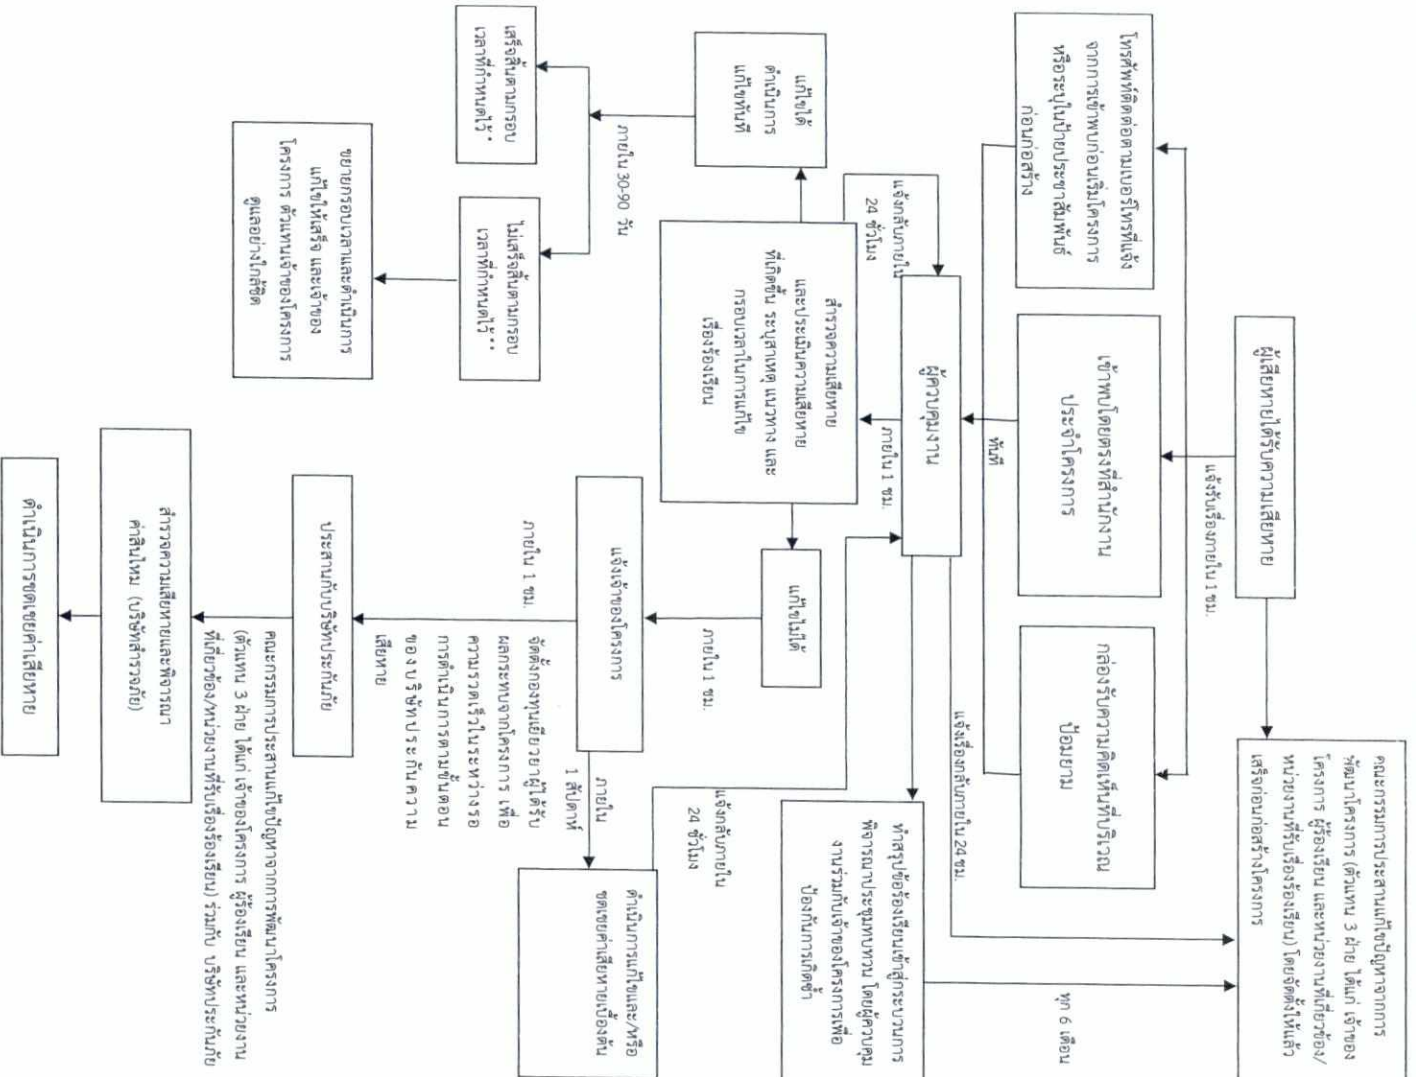 ผู้เสียหายได้รับความเสียหาย
แจ้งรับเรื่องภายใน 1 ชม.
คณะกรรมการประสานแก้ไขปัญหาจากการ
พัฒนาโครงการ (ตัวแทน 3 ฝ่าย ได้แก่ เจ้าของ
โครงการ ผู้ร้องเรียน และหน่วยงานที่เกี่ยวข้อง/
หน่วยงานที่รับเรื่องร้องเรียน) โดยจัดตั้งให้แล้ว
เสร็จก่อนก่อสร้างโครงการ
โทรศัพท์ติดต่อตามเบอร์โทรที่แจ้ง
จากการเข้าพบก่อนเริ่มโครงการ
หรือระบุในป้ายประชาสัมพันธ์
ก่อนก่อสร้าง
เข้าพบโดยตรงที่สำนักงาน
ประจำโครงการ
กล่องรับความคิดเห็นที่บริเวณ
ป้อมยาม
ทันที
แจ้งเรื่องกลับภายใน 24 ชม.
ทุก 6 เดือน
ผู้ควบคุมงาน
แจ้งกลับภายใน
24 ชั่วโมง
ภายใน 1 ชม.
ทำสรุปข้อร้องเรียนเข้าสู่กระบวนการ
พิจารณาประชุมทบทวน โดยผู้ควบคุม
งานร่วมกับเจ้าของโครงการเพื่อ
ป้องกันการเกิดซ้ำ
สำรวจความเสียหาย
และประเมินความเสียหาย
ที่เกิดขึ้น ระบุสาเหตุ แนวทาง และ
กรอบเวลาในการแก้ไข
เรื่องร้องเรียน
แก้ไขได้
ดำเนินการ
แก้ไขทันที
แก้ไขไม่ได้
แจ้งกลับภายใน
24 ชั่วโมง
ภายใน 30-90 วัน
ภายใน 1 ชม.
แจ้งเจ้าของโครงการ
ภายใน
1 สัปดาห์
ดำเนินการแก้ไขและ/หรือ
ชดเชยค่าเสียหายเบื้องต้น
เสร็จสิ้นตามกรอบ
เวลาที่กำหนดไว้*
ไม่เสร็จสิ้นตามกรอบ
เวลาที่กำหนดไว้**
ภายใน 1 ชม.
จัดตั้งกองทุนเยียวยาผู้ได้รับ
ผลกระทบจากโครงการ เพื่อ
ความรวดเร็วในระหว่างรอ
การดำเนินการตามขั้นตอน
ของบริษัทประกันความ
เสียหาย
ขยายกรอบเวลาและดำเนินการ
แก้ไขให้เสร็จ และเจ้าของ
โครงการ ตัวแทนเจ้าของโครงการ
ดูแลอย่างใกล้ชิด
ประสานกับบริษัทประกันภัย
คณะกรรมการประสานแก้ไขปัญหาจากการพัฒนาโครงการ
(ตัวแทน 3 ฝ่าย ได้แก่ เจ้าของโครงการ ผู้ร้องเรียน และหน่วยงาน
ที่เกี่ยวข้อง/หน่วยงานที่รับเรื่องร้องเรียน) ร่วมกับ บริษัทประกันภัย
สำรวจความเสียหายและพิจารณา
ค่าสินไหม (บริษัทสำรวจภัย)
ดำเนินการชดเชยค่าเสียหาย